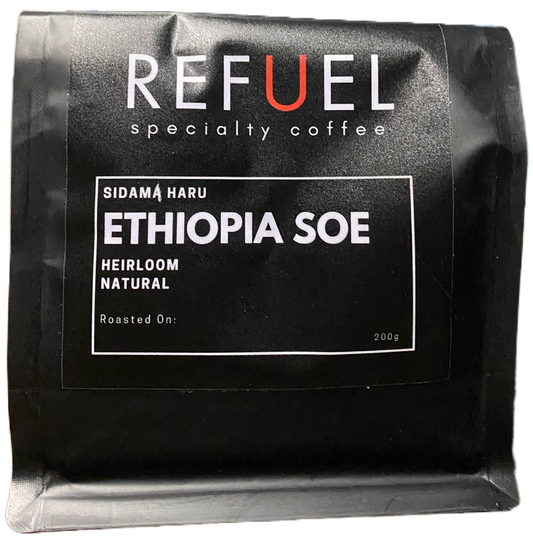 REFUEL
specialty coffee
SIDAMA HARU
ETHIOPIA SOE
HEIRLOOM
NATURAL
Roasted On:
200g